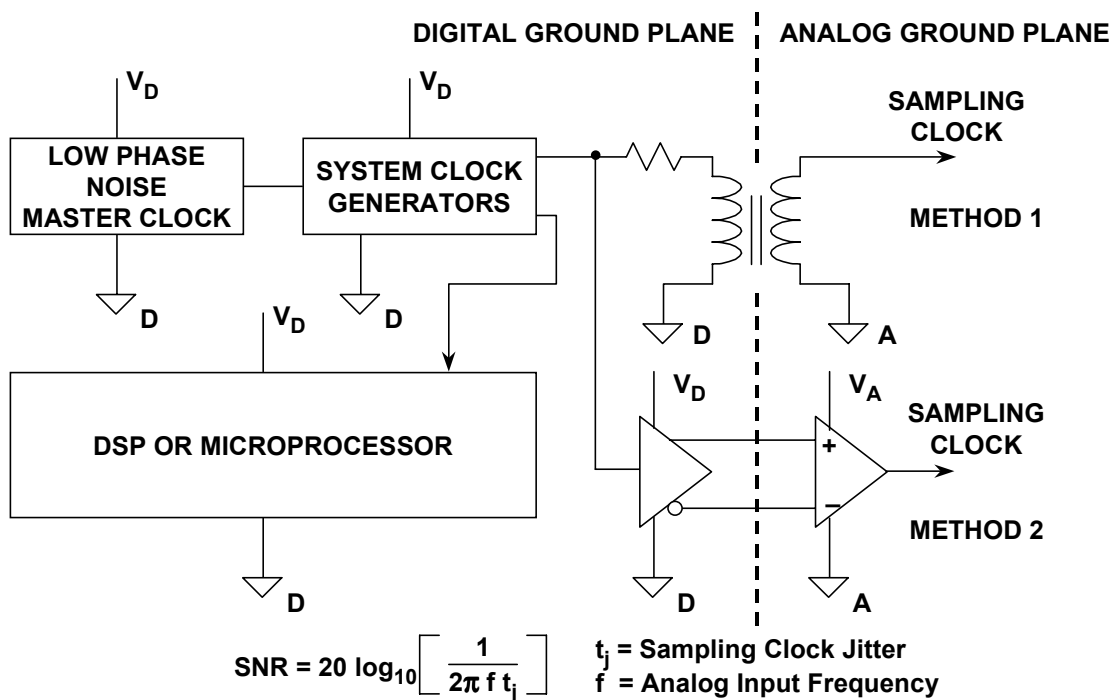 DIGITAL GROUND PLANE
ANALOG GROUND PLANE
V_D
V_D
SAMPLING
CLOCK
LOW PHASE
NOISE
MASTER CLOCK
SYSTEM CLOCK
GENERATORS
METHOD 1
D
D
D
A
V_D
V_D
V_A
SAMPLING
CLOCK
DSP OR MICROPROCESSOR
+
−
METHOD 2
D
D
A
SNR = 20 log₁₀[1 / 2π f t_j]
t_j = Sampling Clock Jitter
f = Analog Input Frequency